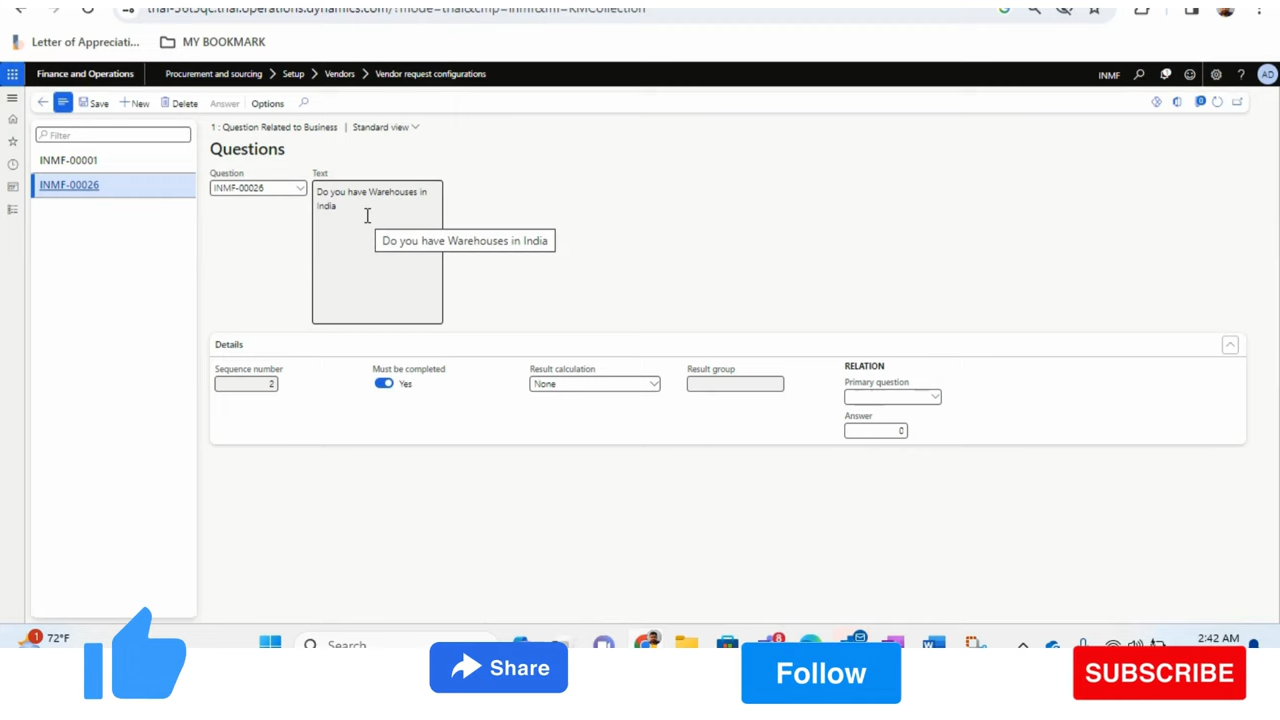 Letter of Appreciati...
MY BOOKMARK
Finance and Operations
Procurement and sourcing > Setup > Vendors > Vendor request configurations
INMF
?
AD
Save
New
Delete
Answer
Options
Filter
INMF-00001
INMF-00026
1 : Question Related to Business | Standard view
Questions
Question
Text
INMF-00026
Do you have Warehouses in
India
Do you have Warehouses in India
Details
Sequence number
2
Must be completed
Yes
Result calculation
None
Result group
RELATION
Primary question
Answer
0
1
72°F
Search
8
2:42 AM
Share
Follow
SUBSCRIBE